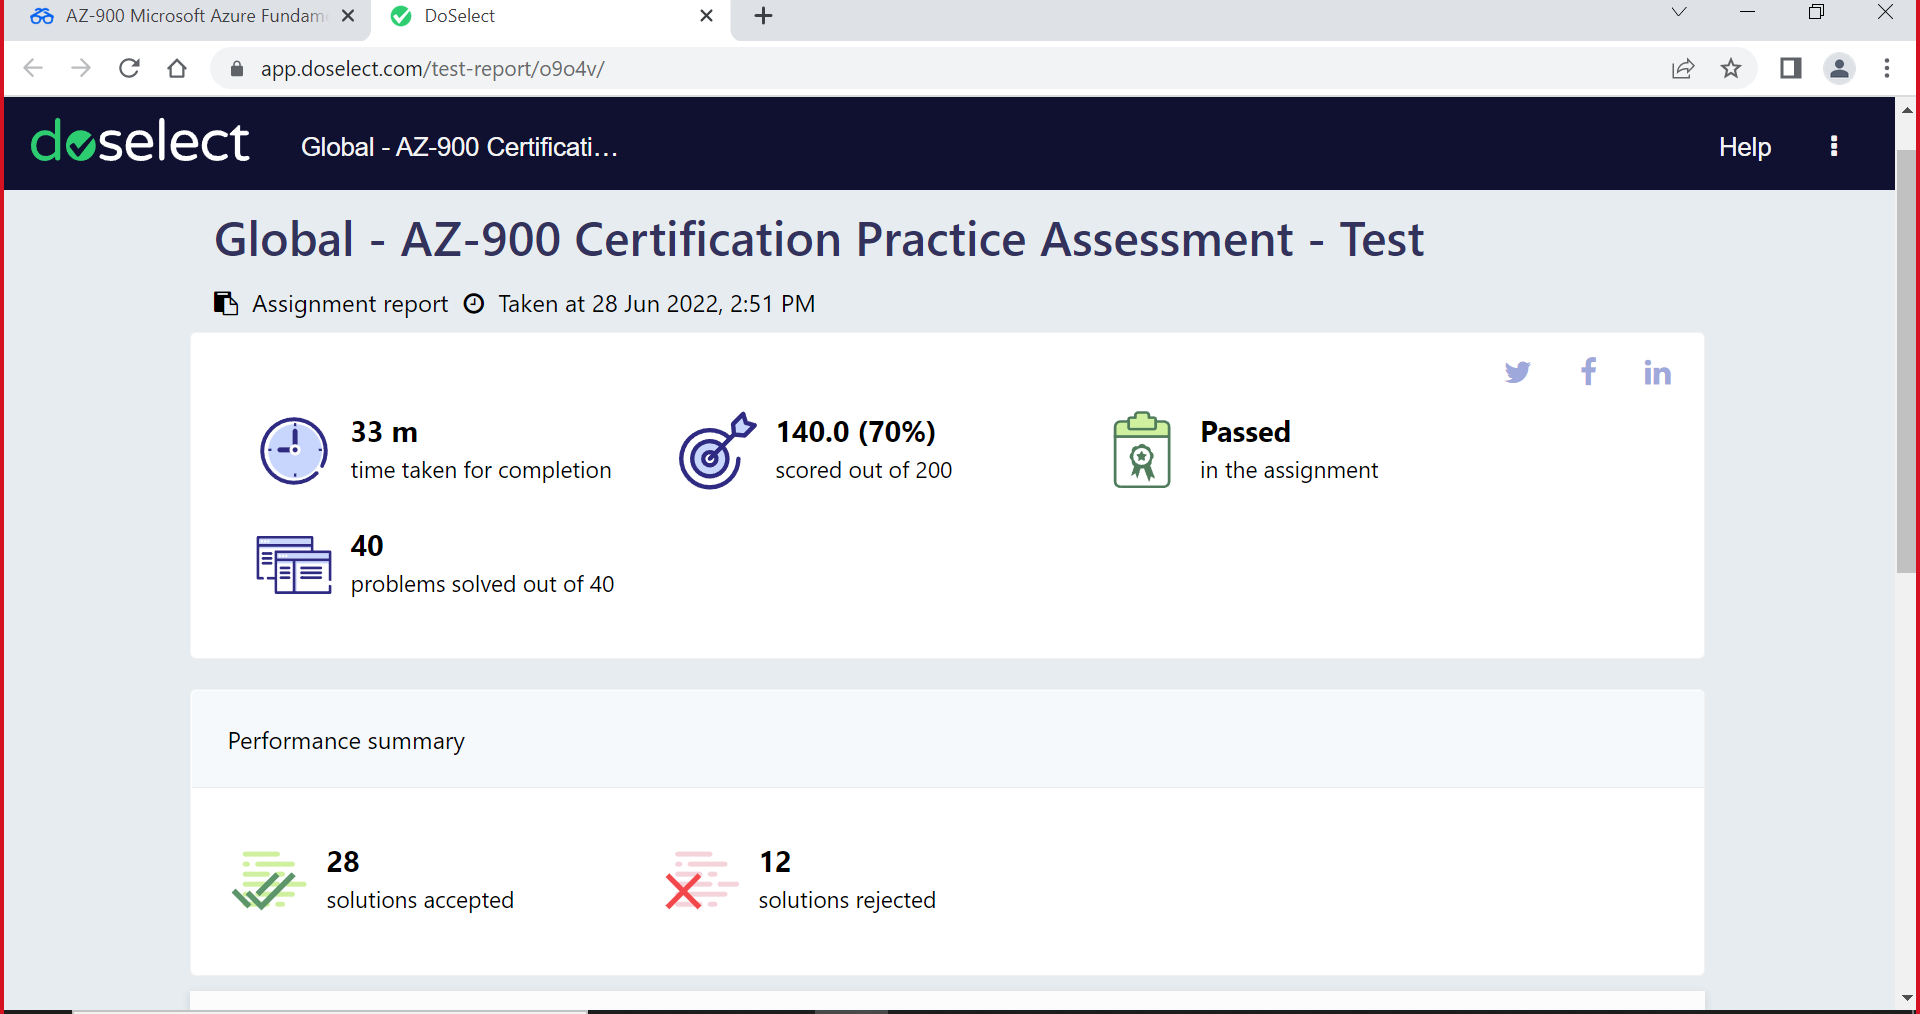 AZ-900 Microsoft Azure Fundam
DoSelect
app.doselect.com/test-report/o9o4v/
doselect
Global - AZ-900 Certificati...
Help
Global - AZ-900 Certification Practice Assessment - Test
Assignment report Taken at 28 Jun 2022, 2:51 PM
33 m
time taken for completion
140.0 (70%)
scored out of 200
Passed
in the assignment
40
problems solved out of 40
Performance summary
28
solutions accepted
12
solutions rejected